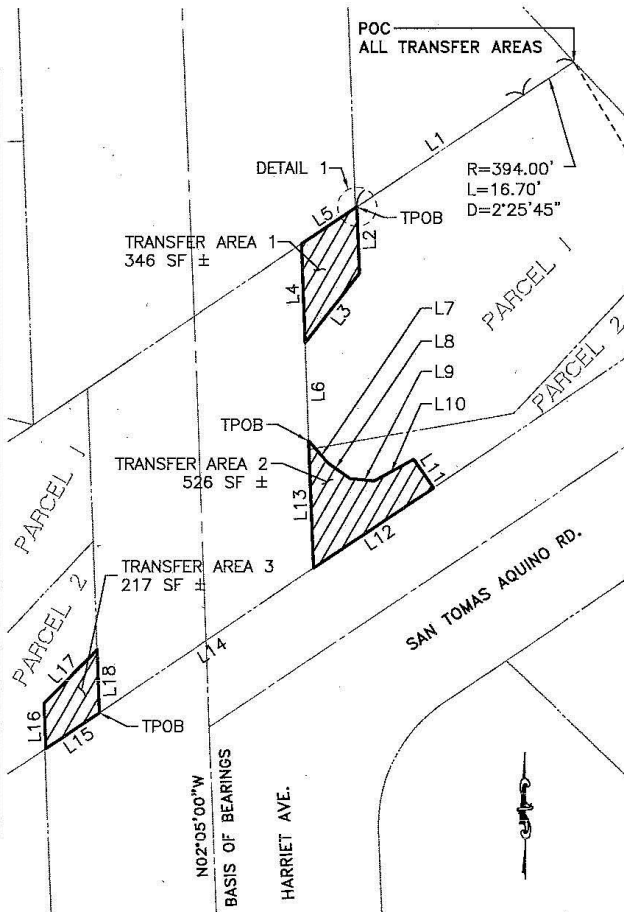 POC
ALL TRANSFER AREAS
L1
R=394.00'
L=16.70'
D=2°25'45"
DETAIL 1
L5
TPOB
L2
TRANSFER AREA 1
346 SF ±
L4
L3
PARCEL 1
L7
L8
L6
L9
PARCEL 2
L10
TPOB
TRANSFER AREA 2
526 SF ±
L11
L13
PARCEL 1
L12
SAN TOMAS AQUINO RD.
TRANSFER AREA 3
217 SF ±
PARCEL 2
L14
L17
L18
L16
TPOB
L15
N02°05'00"W
BASIS OF BEARINGS
HARRIET AVE.